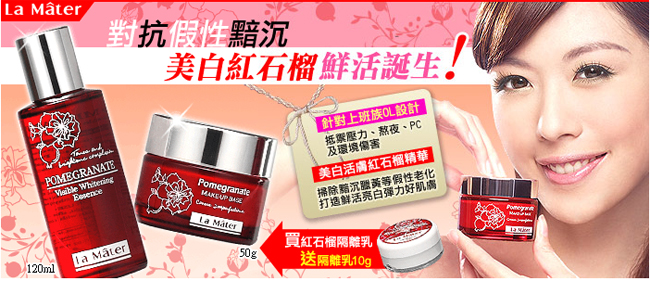 La Mâter
對抗假性黯沉
美白紅石榴鮮活誕生！
針對上班族OL設計
抵禦壓力、熬夜、PC
及環境傷害
美白活膚紅石榴精華
掃除黯沉臘黃等假性老化
打造鮮活亮白彈力好肌膚
買紅石榴隔離乳
送隔離乳10g
POMEGRANATE
Visible Whitening
Essence
La Mâter
120ml
Pomegranate
MAKEUP BASE
La Mâter
50g
Pomegranate
MAKEUP BASE
La Mâter